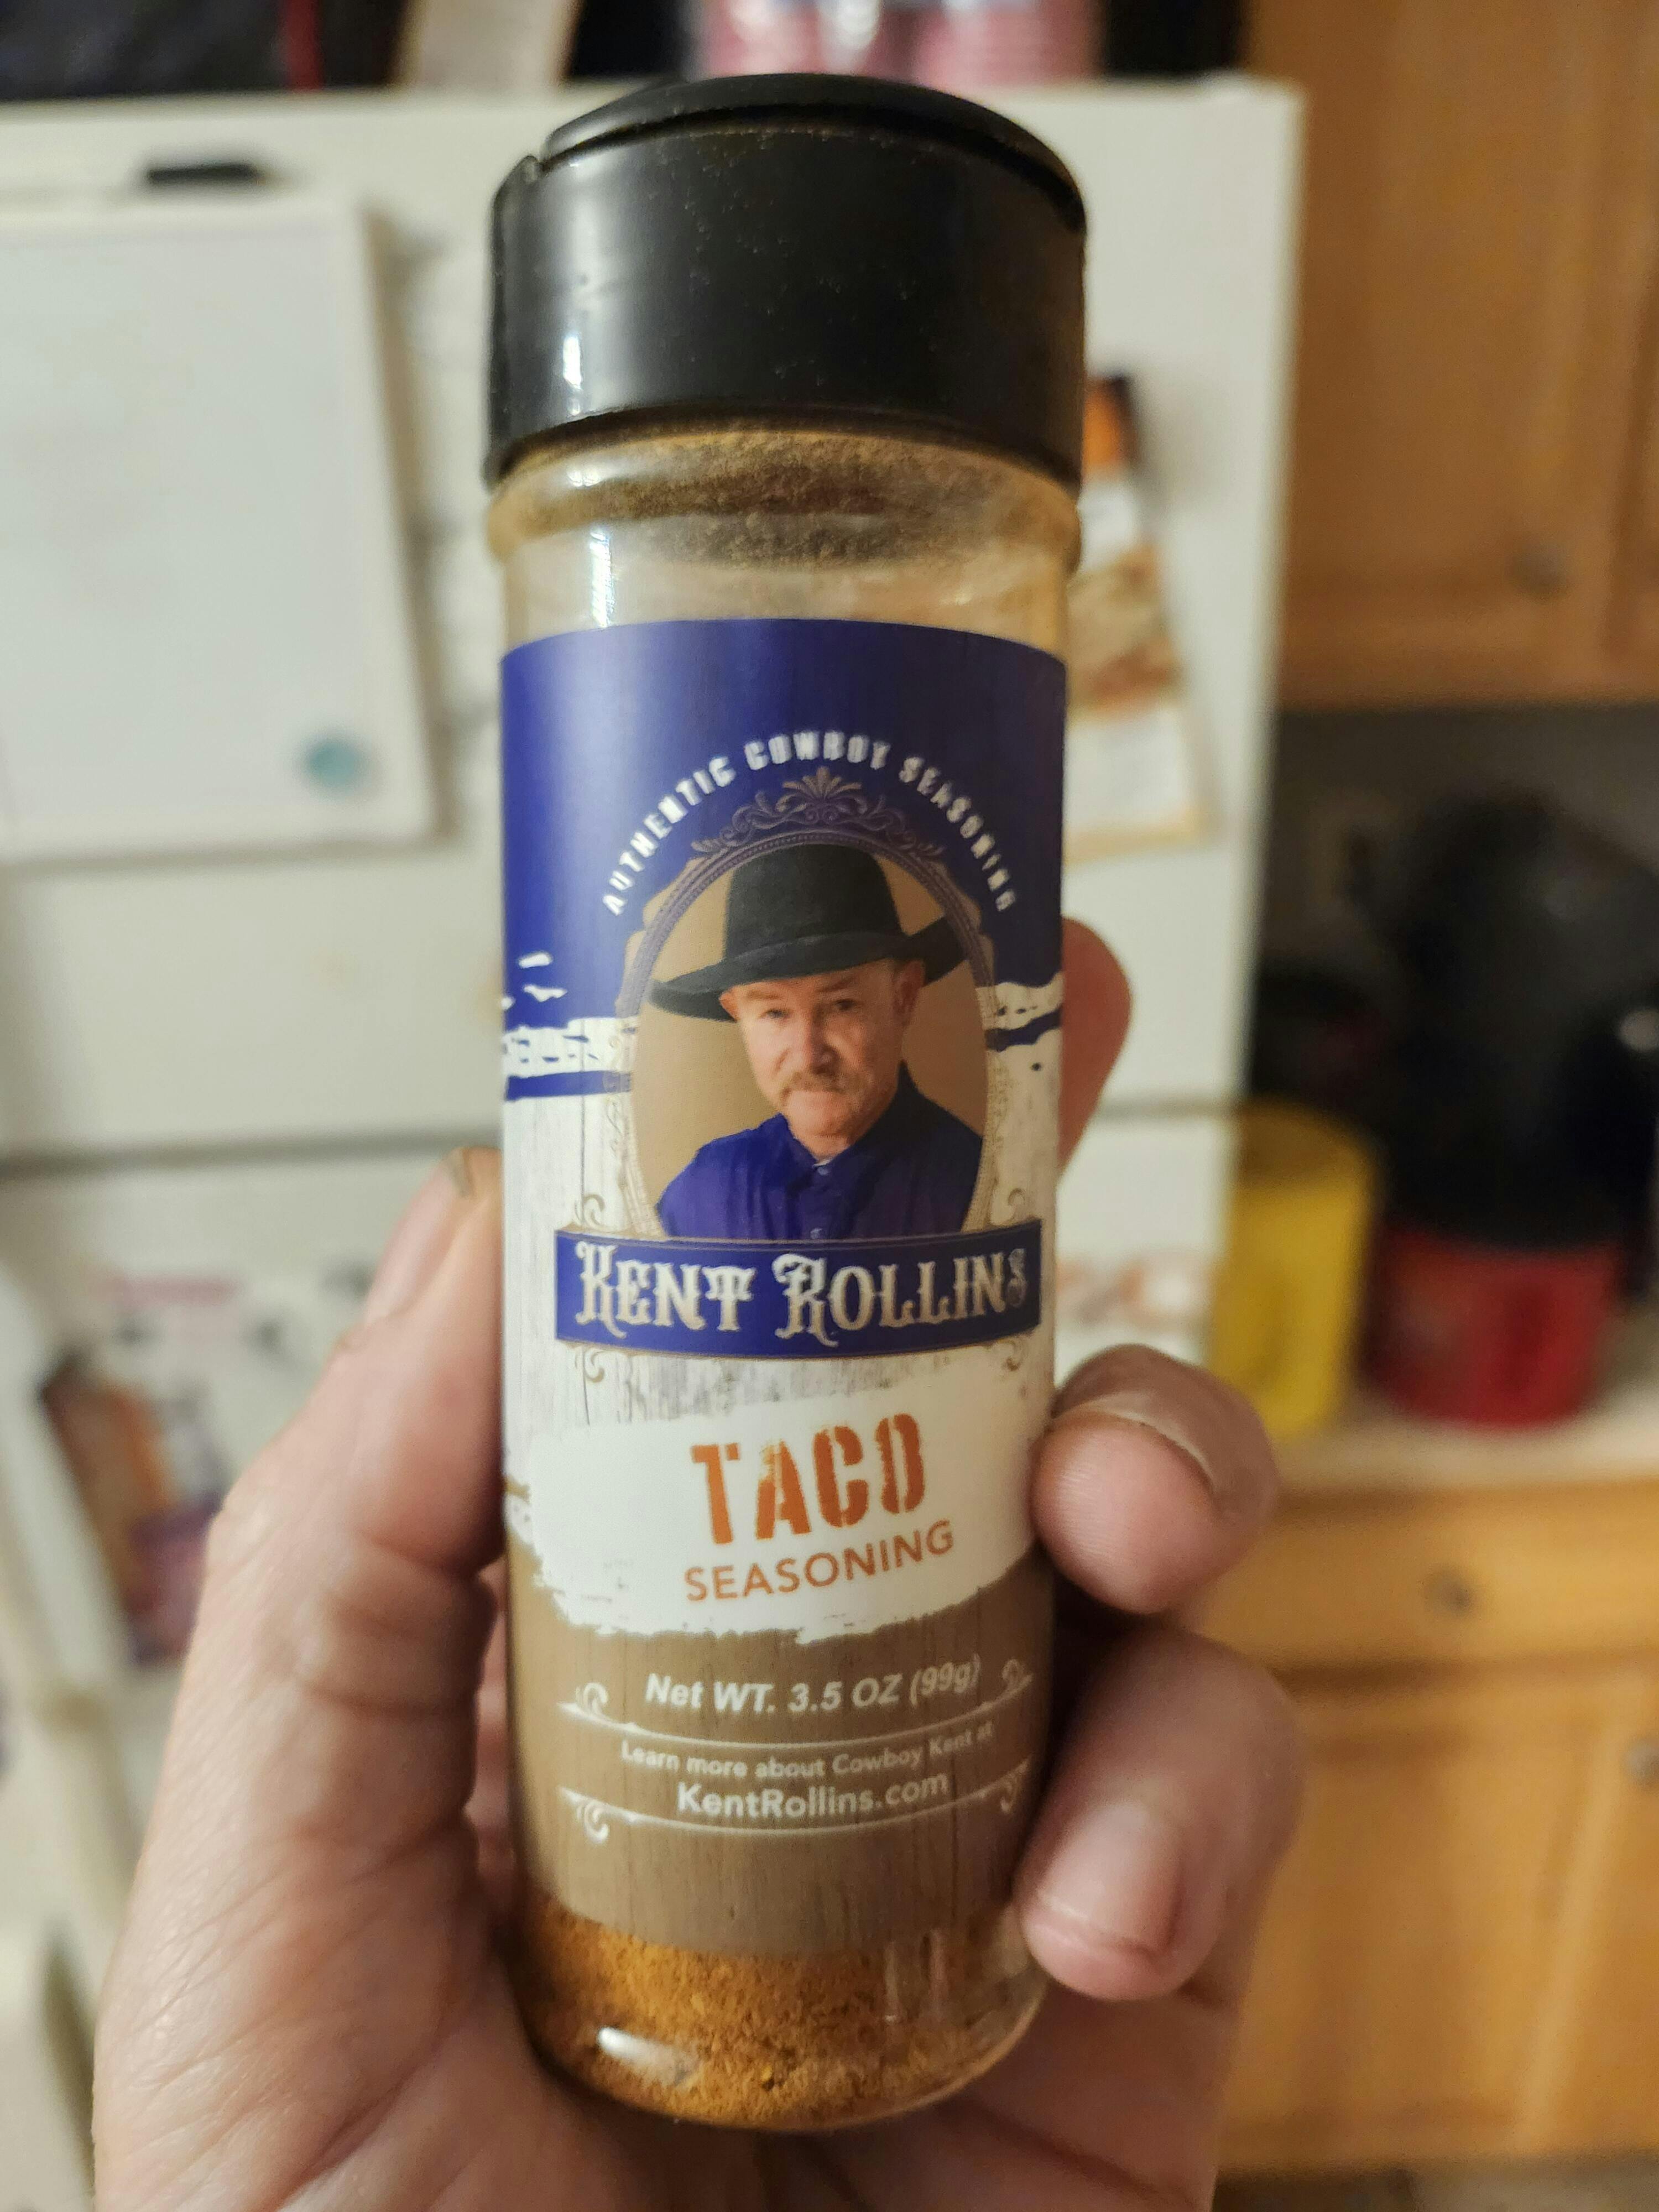 AUTHENTIC COWBOY SEASONING
KENT ROLLINS
TACO
SEASONING
Net WT. 3.5 OZ (99g)
Learn more about Cowboy Kent at
KentRollins.com